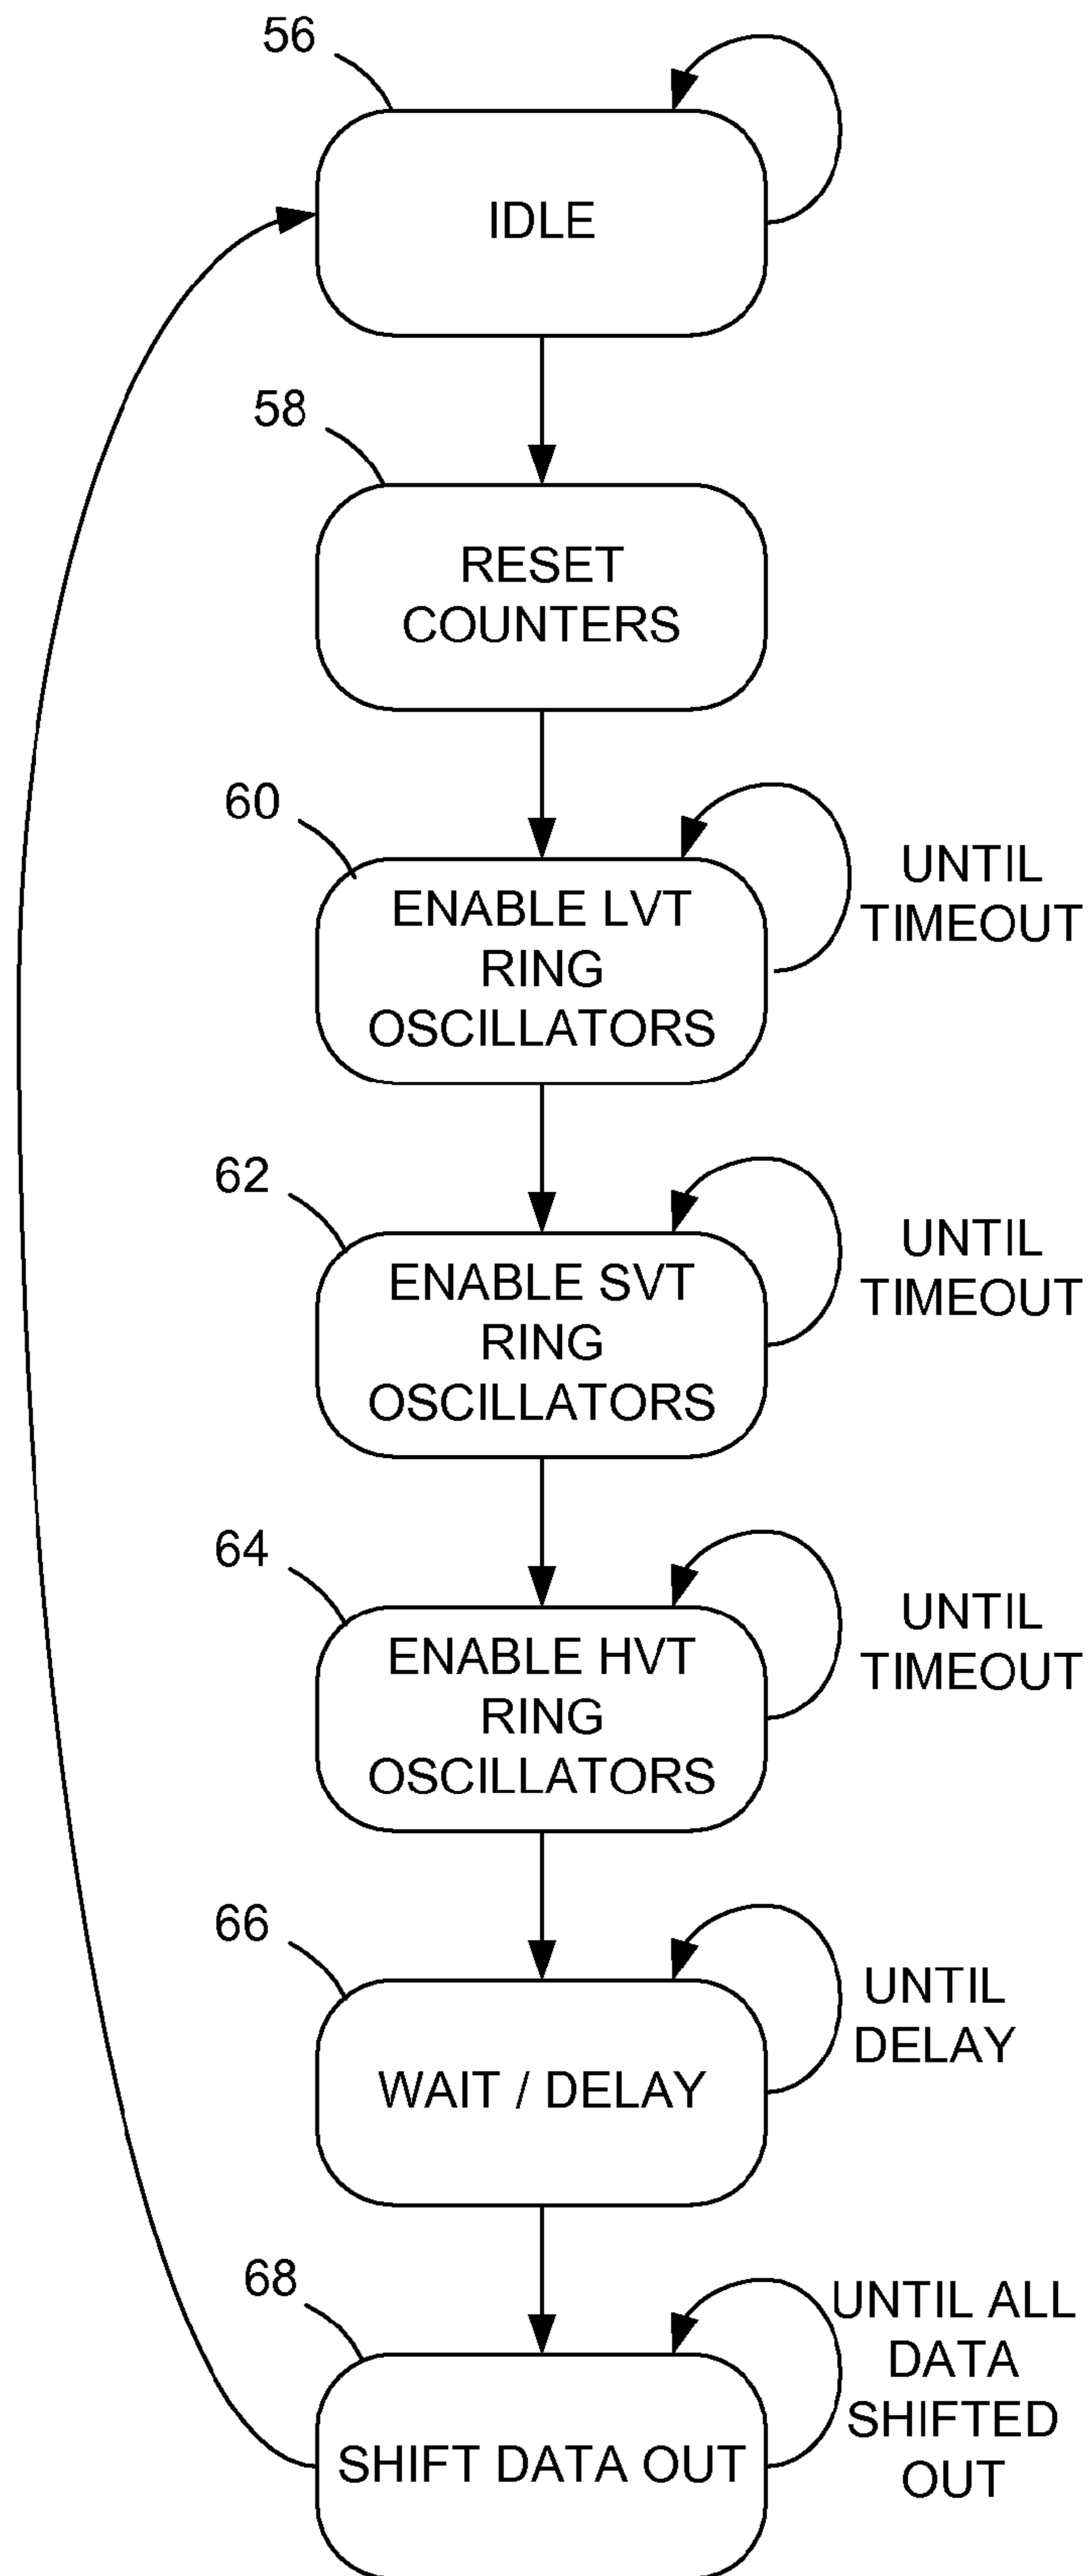 56
IDLE
58
RESET
COUNTERS
60
ENABLE LVT
RING
OSCILLATORS
UNTIL
TIMEOUT
62
ENABLE SVT
RING
OSCILLATORS
UNTIL
TIMEOUT
64
ENABLE HVT
RING
OSCILLATORS
UNTIL
TIMEOUT
66
WAIT / DELAY
UNTIL
DELAY
68
SHIFT DATA OUT
UNTIL ALL
DATA
SHIFTED
OUT